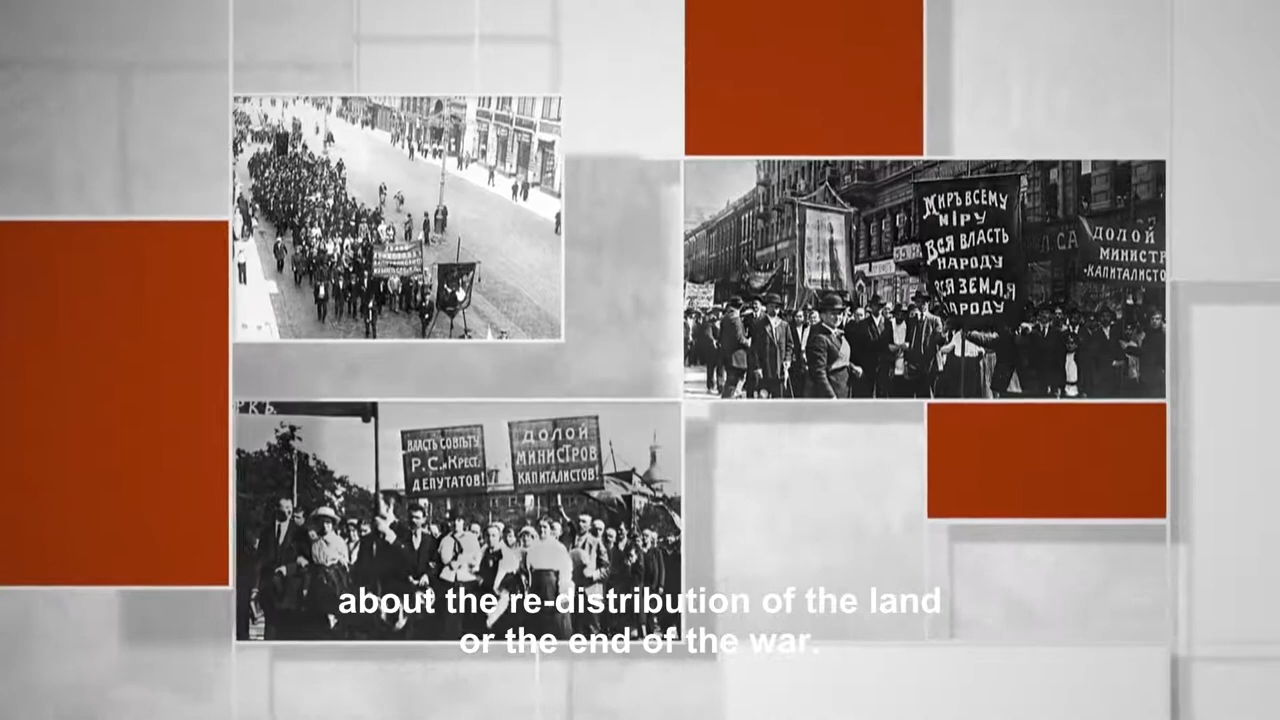 МИРЪ ВСЕМУ
МIРУ
ВСЯ ВЛАСТЬ
НАРОДУ
ВСЯ ЗЕМЛЯ
НАРОДУ
ДОЛОЙ
МИНИСТР
-КАПИТАЛИСТО
ВЛАСТЬ СОВѢТУ
Р.С. и КРЕСТ.
ДЕПУТАТОВ!
ДОЛОЙ
МИНИСТРОВ
КАПИТАЛИСТОВ!
about the re-distribution of the land
or the end of the war.